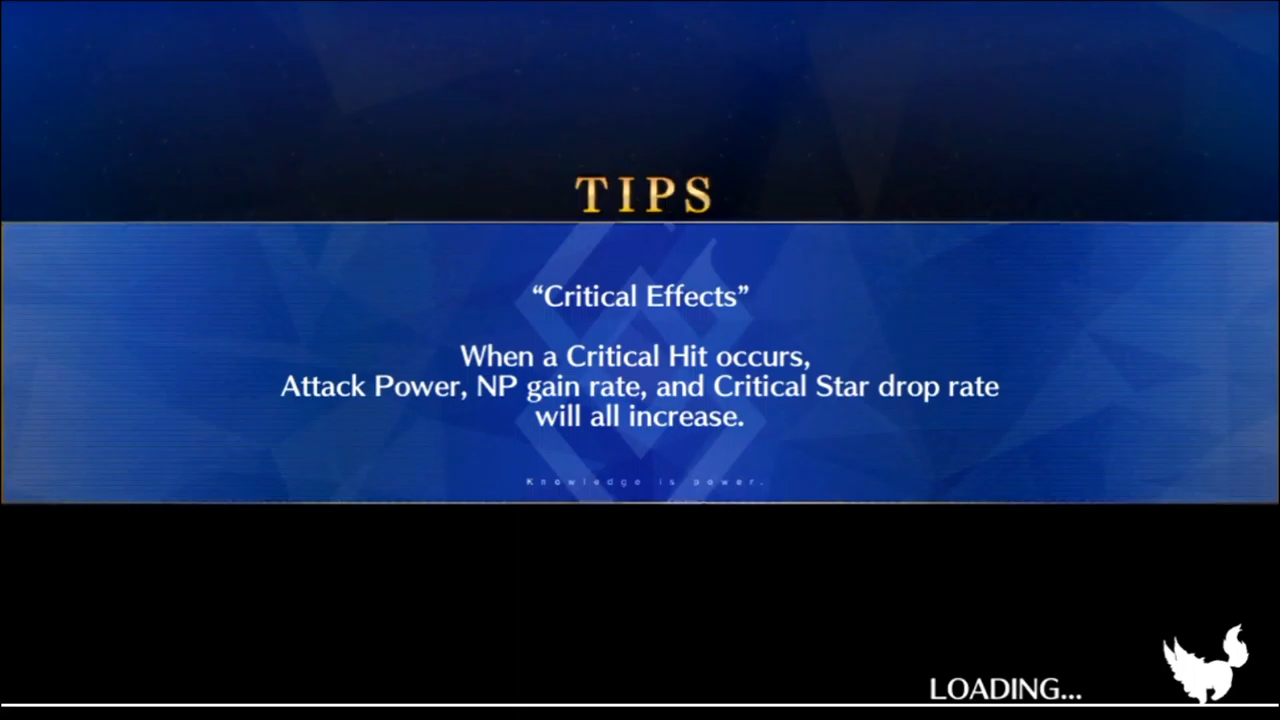 TIPS
“Critical Effects”
When a Critical Hit occurs,
Attack Power, NP gain rate, and Critical Star drop rate
will all increase.
Knowledge is power.
LOADING...